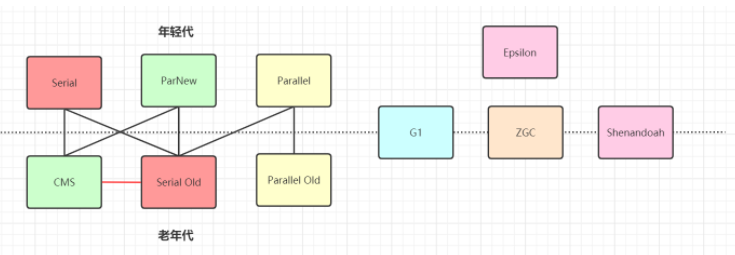 年轻代
Epsilon
Serial
ParNew
Parallel
G1
ZGC
Shenandoah
CMS
Serial Old
Parallel Old
老年代